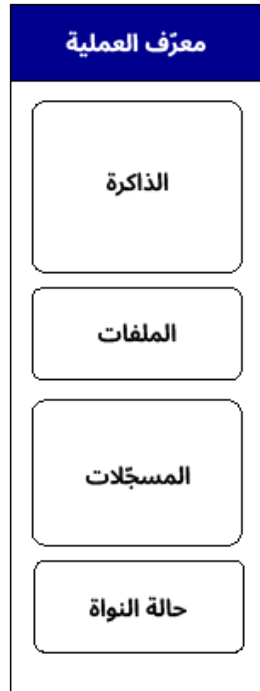 معرّف العملية
الذاكرة
الملفات
المسجّلات
حالة النواة